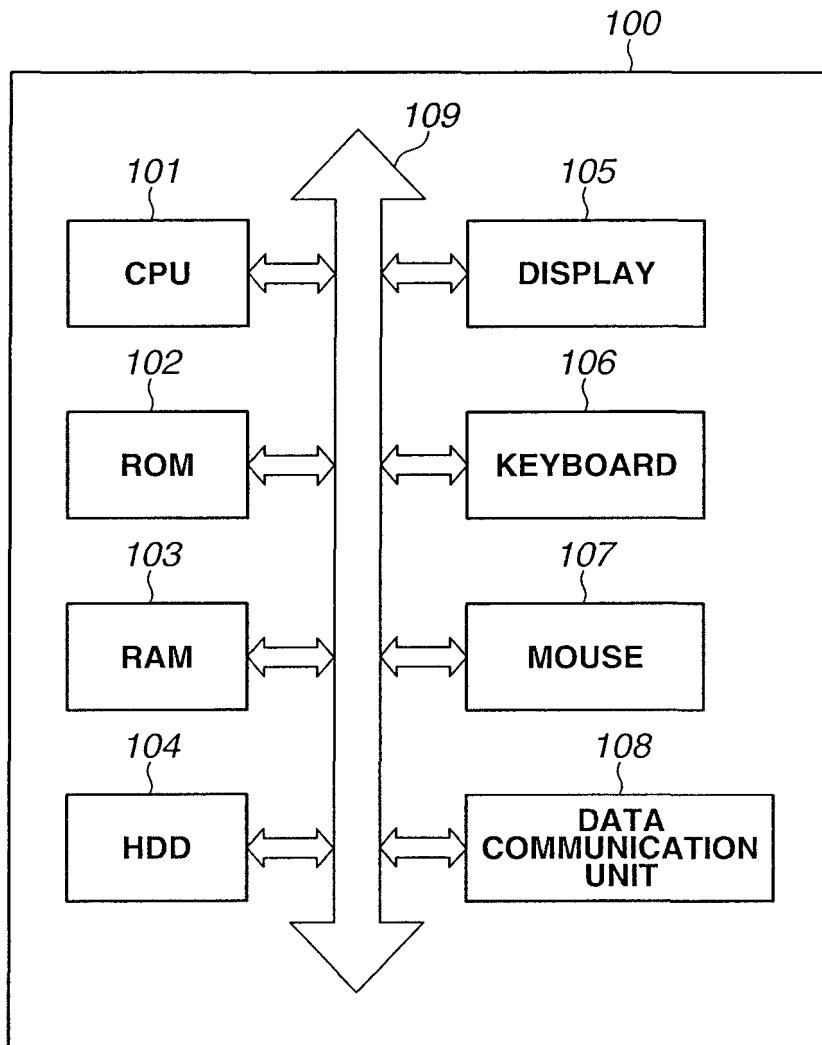 100
109
101
CPU
105
DISPLAY
102
ROM
106
KEYBOARD
103
RAM
107
MOUSE
104
HDD
108
DATA
COMMUNICATION
UNIT